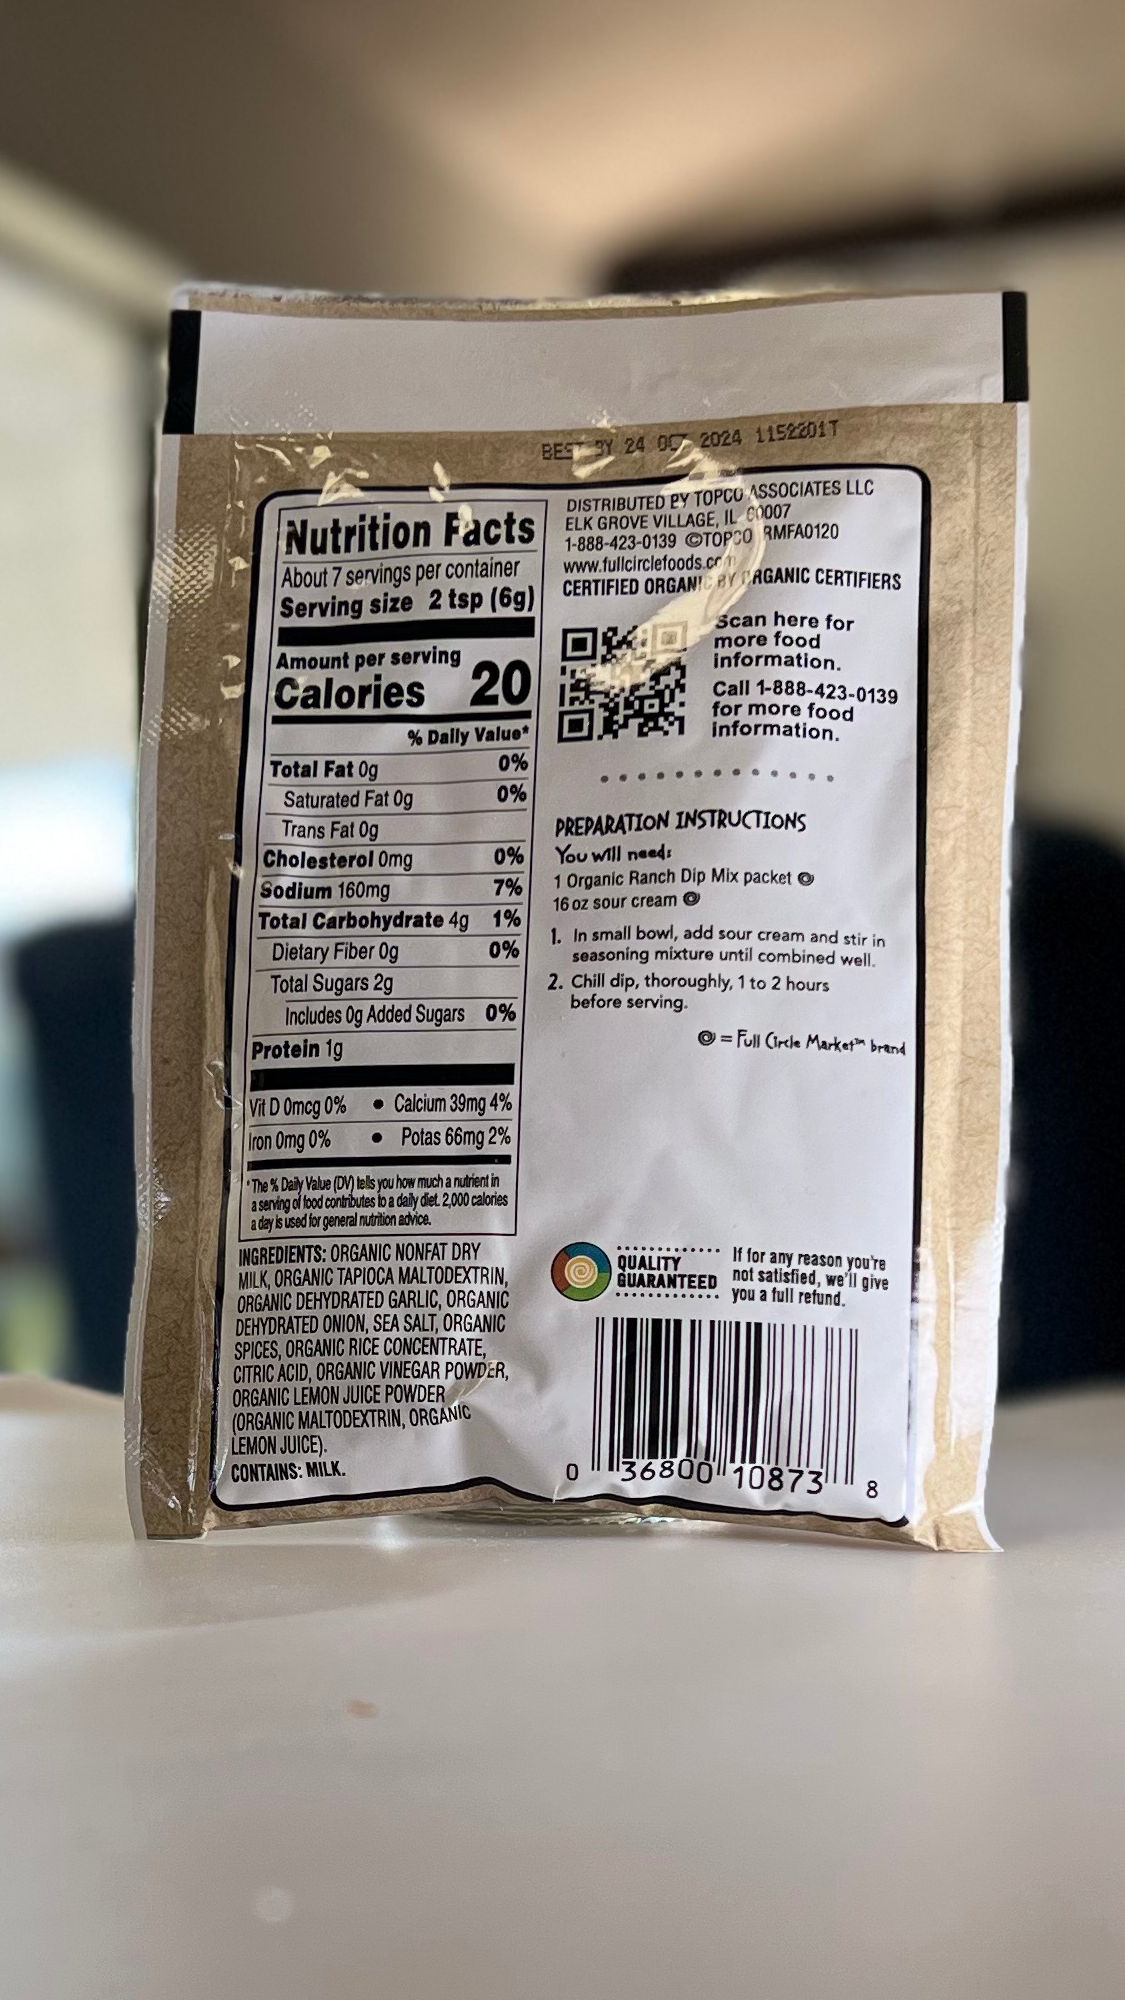 BEST BY 24 OCT 2024 1152201T
Nutrition Facts
About 7 servings per container
Serving size 2 tsp (6g)
Amount per serving
Calories 20
% Daily Value*
Total Fat 0g 0%
Saturated Fat 0g 0%
Trans Fat 0g
Cholesterol 0mg 0%
Sodium 160mg 7%
Total Carbohydrate 4g 1%
Dietary Fiber 0g 0%
Total Sugars 2g
Includes 0g Added Sugars 0%
Protein 1g
Vit D 0mcg 0% • Calcium 39mg 4%
Iron 0mg 0% • Potas 66mg 2%
*The % Daily Value (DV) tells you how much a nutrient in
a serving of food contributes to a daily diet. 2,000 calories
a day is used for general nutrition advice.
INGREDIENTS: ORGANIC NONFAT DRY
MILK, ORGANIC TAPIOCA MALTODEXTRIN,
ORGANIC DEHYDRATED GARLIC, ORGANIC
DEHYDRATED ONION, SEA SALT, ORGANIC
SPICES, ORGANIC RICE CONCENTRATE,
CITRIC ACID, ORGANIC VINEGAR POWDER,
ORGANIC LEMON JUICE POWDER
(ORGANIC MALTODEXTRIN, ORGANIC
LEMON JUICE).
CONTAINS: MILK.
DISTRIBUTED BY TOPCO ASSOCIATES LLC
ELK GROVE VILLAGE, IL 60007
1-888-423-0139 ©TOPCO RMFA0120
www.fullcirclefoods.com
CERTIFIED ORGANIC BY ORGANIC CERTIFIERS
Scan here for
more food
information.
Call 1-888-423-0139
for more food
information.
PREPARATION INSTRUCTIONS
You will need:
1 Organic Ranch Dip Mix packet
16 oz sour cream
1. In small bowl, add sour cream and stir in
seasoning mixture until combined well.
2. Chill dip, thoroughly, 1 to 2 hours
before serving.
= Full Circle Market™ brand
QUALITY
GUARANTEED
If for any reason you're
not satisfied, we'll give
you a full refund.
0 36800 10873 8